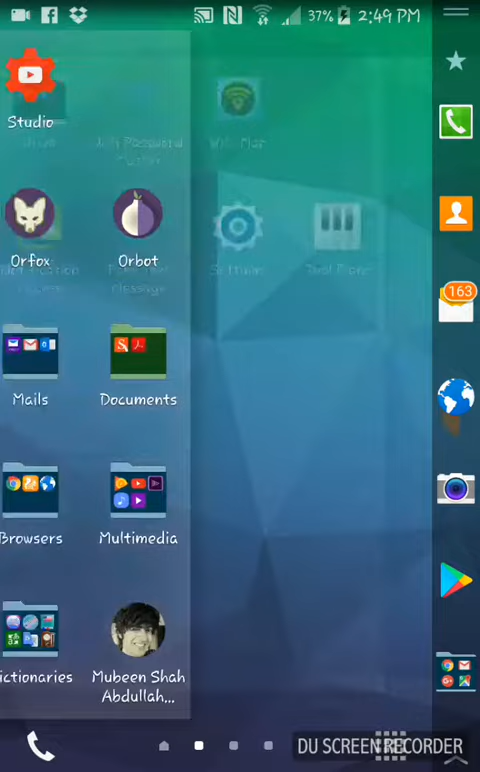 37% 2:49 PM
Studio
Orfox
Orbot
163
Mails
Documents
Browsers
Multimedia
ictionaries
Mubeen Shah
Abdullah...
DU SCREEN RECORDER